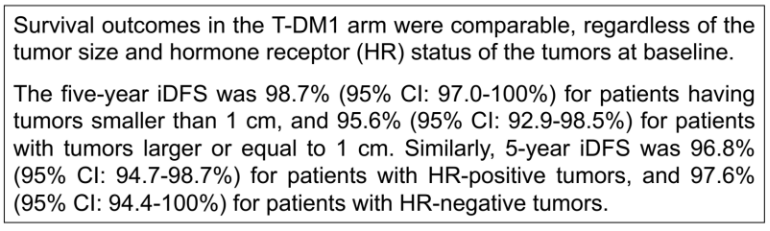 Survival outcomes in the T-DM1 arm were comparable, regardless of the
tumor size and hormone receptor (HR) status of the tumors at baseline.
The five-year iDFS was 98.7% (95% CI: 97.0-100%) for patients having
tumors smaller than 1 cm, and 95.6% (95% CI: 92.9-98.5%) for patients
with tumors larger or equal to 1 cm. Similarly, 5-year iDFS was 96.8%
(95% CI: 94.7-98.7%) for patients with HR-positive tumors, and 97.6%
(95% CI: 94.4-100%) for patients with HR-negative tumors.